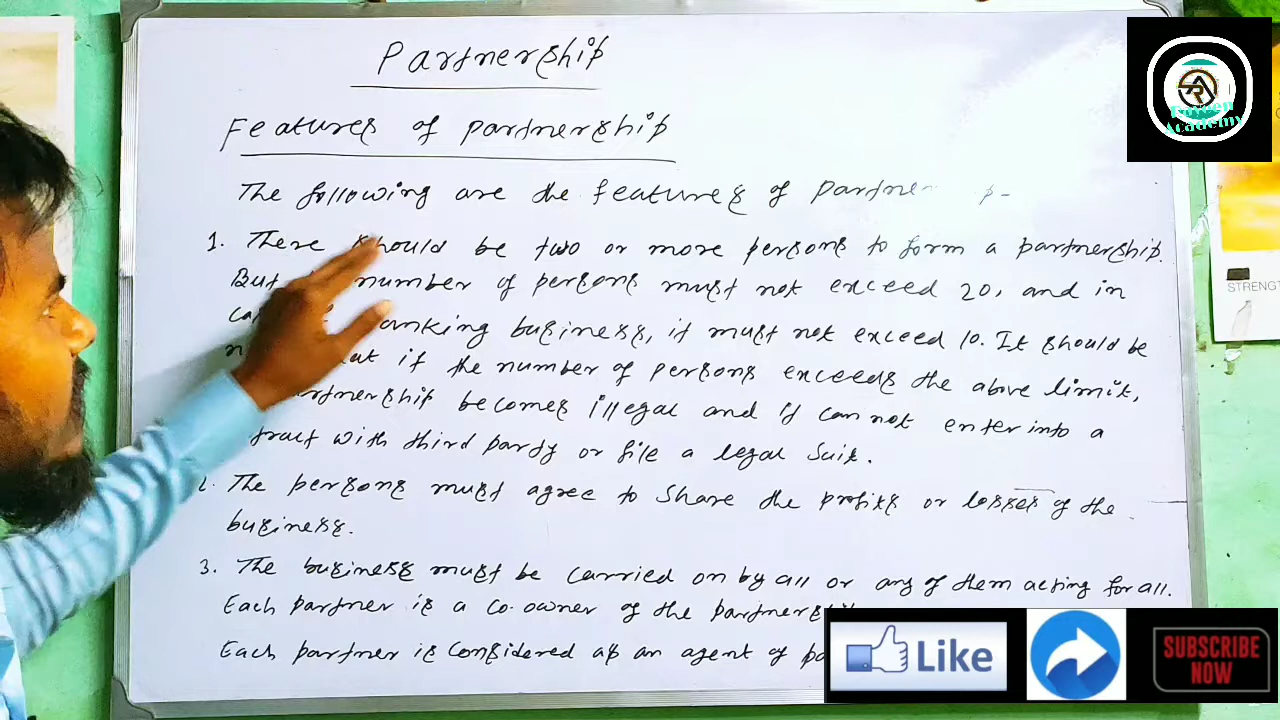 Partnership
Features of partnership
The following are the features of
1. There should be two or more persons to form a partnership.
But number of persons must not exceed 20, and in
business, it must not exceed 10. It should be
if the number of persons exceeds the above limit,
becomes illegal and it can not enter into a
with third party or file a legal suit.
The persons must agree to share the profits or losses of the
business.
3. The business must be carried on by all or any of them acting for all.
Each partner is a co-owner of the
Each partner is considered as an agent of
Academy
STRENGT
Like
SUBSCRIBE
NOW